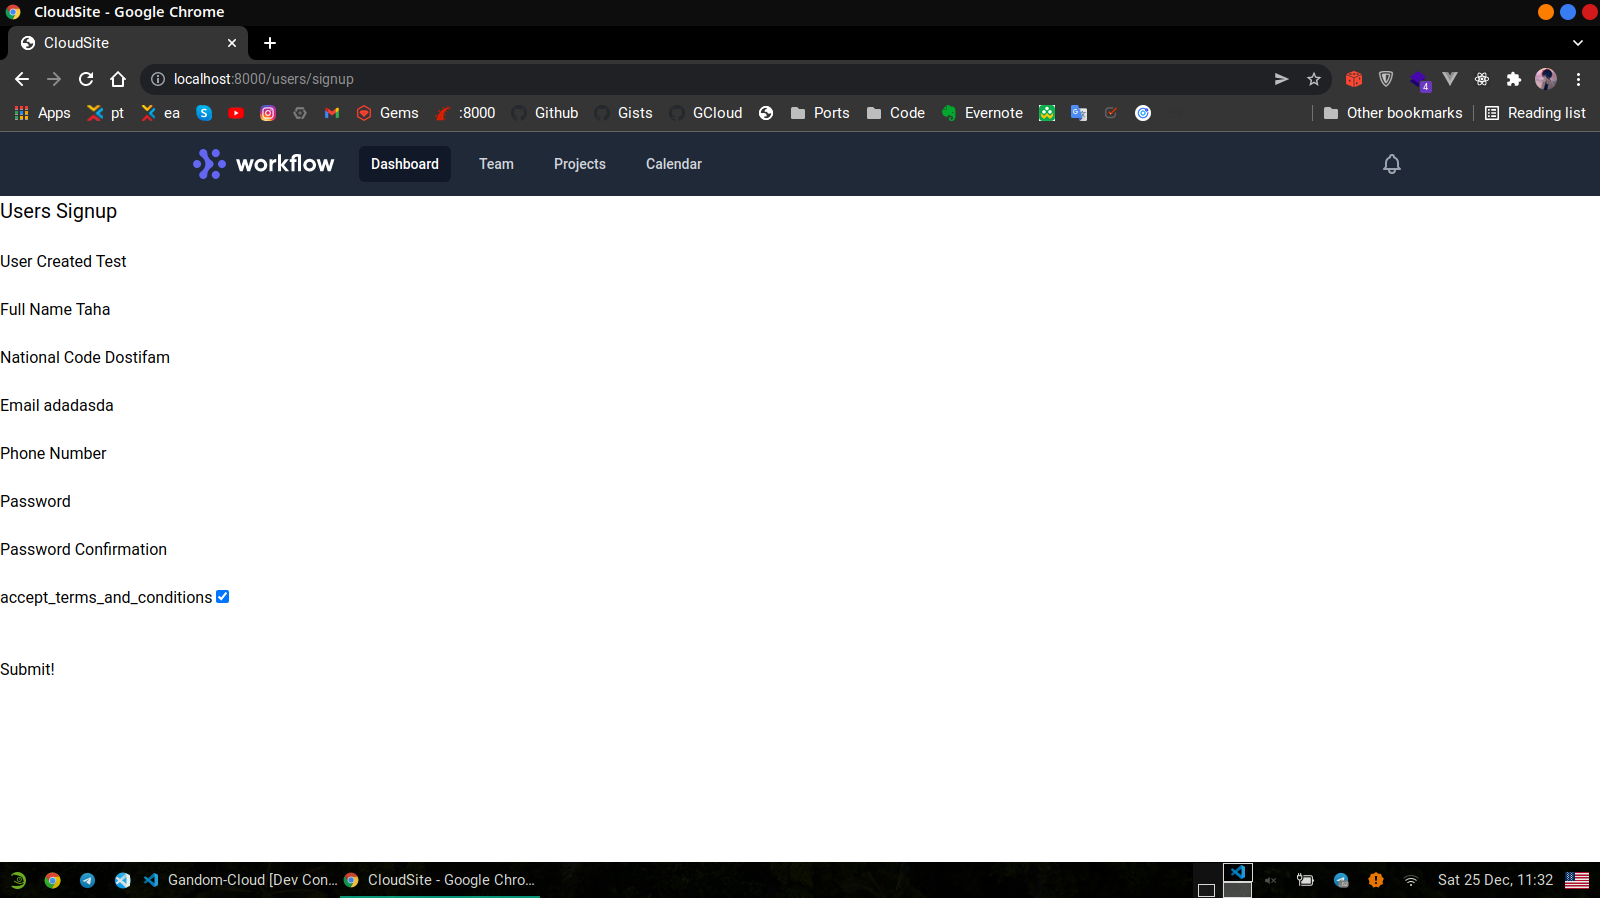 CloudSite - Google Chrome
CloudSite
localhost:8000/users/signup
4
Apps pt ea Gems :8000 Github Gists GCloud Ports Code Evernote Other bookmarks Reading list
workflow Dashboard Team Projects Calendar
Users Signup
User Created Test
Full Name Taha
National Code Dostifam
Email adadasda
Phone Number
Password
Password Confirmation
accept_terms_and_conditions
Submit!
Gandom-Cloud [Dev Con... CloudSite - Google Chro... Sat 25 Dec, 11:32